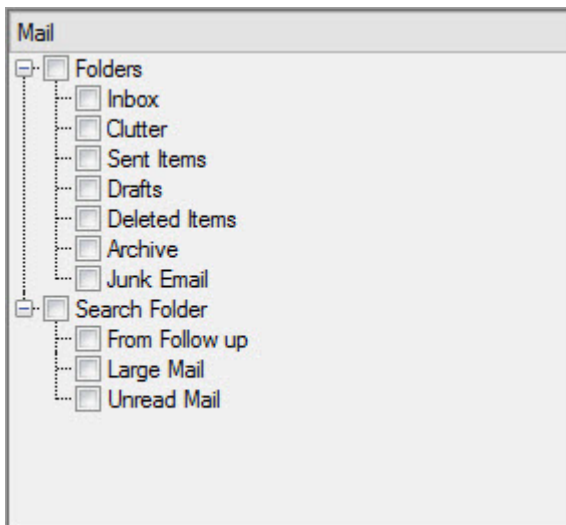 Mail
Folders
Inbox
Clutter
Sent Items
Drafts
Deleted Items
Archive
Junk Email
Search Folder
From Follow up
Large Mail
Unread Mail